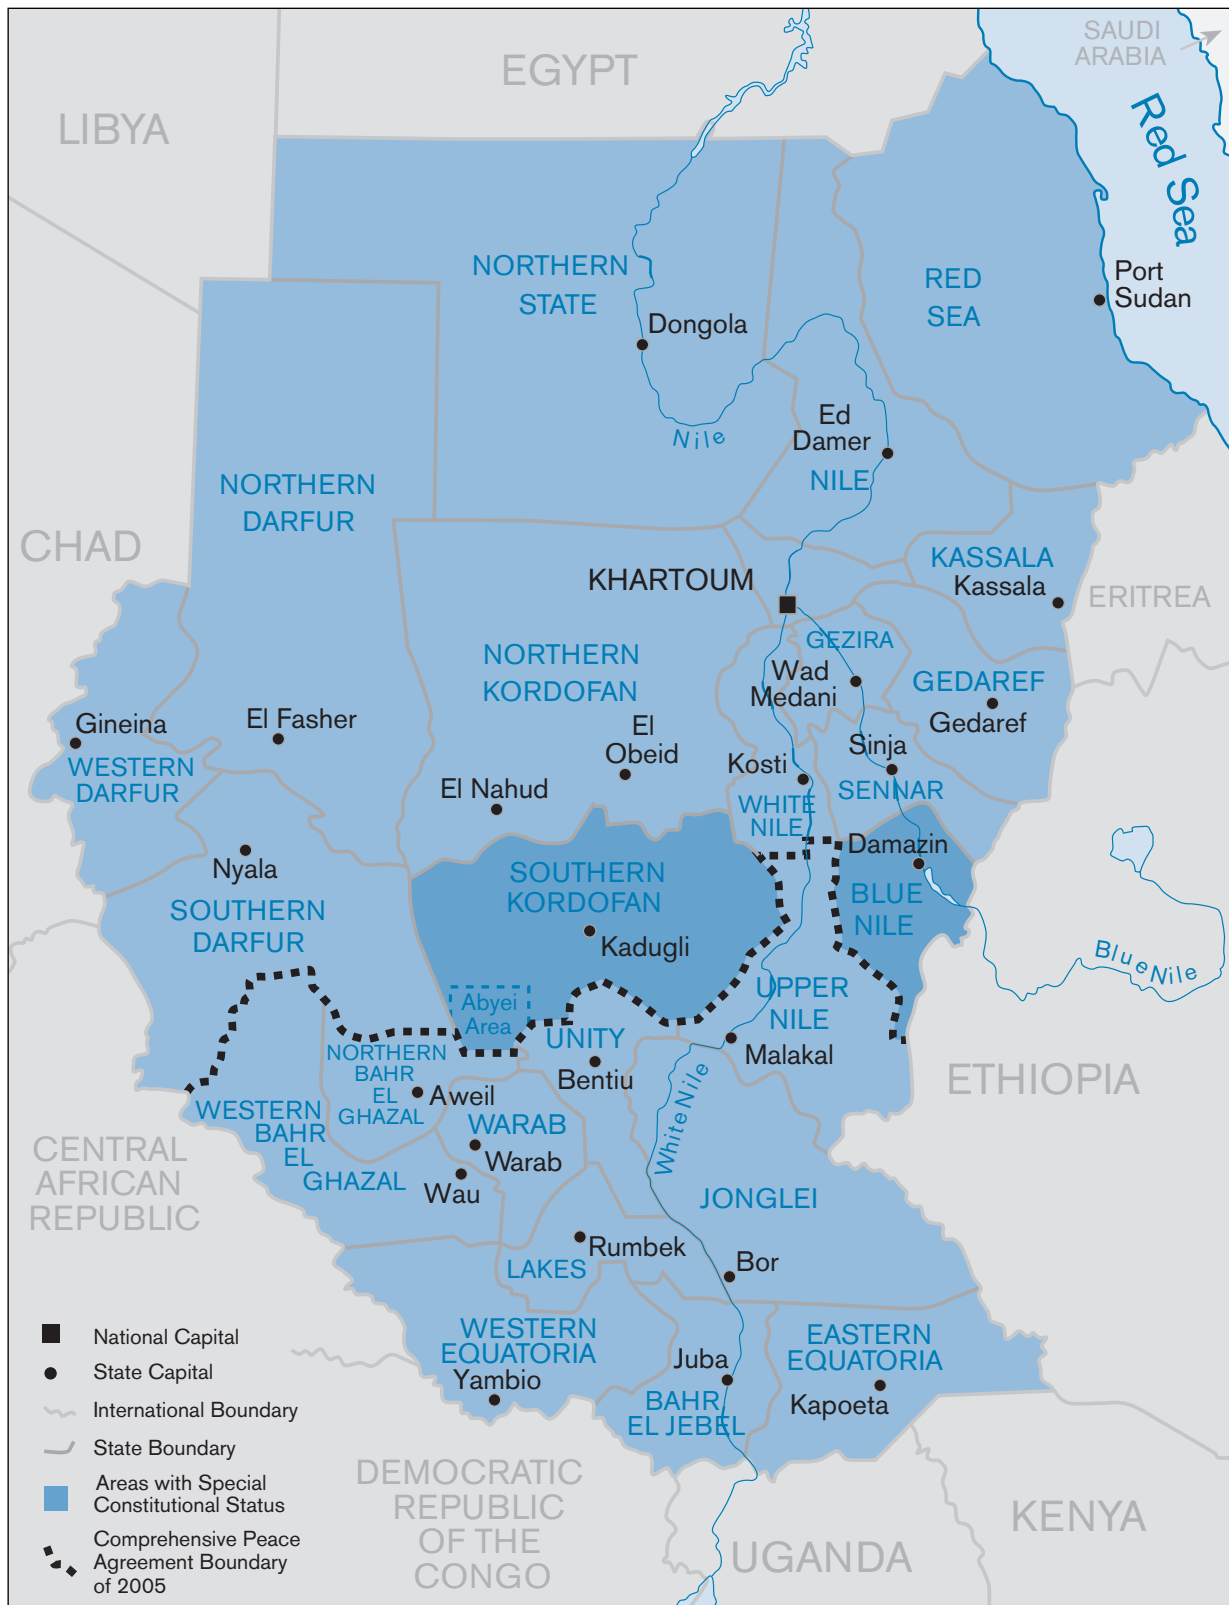 SAUDI
ARABIA
EGYPT
LIBYA
Red Sea
NORTHERN
STATE
RED
SEA
Port
Sudan
Dongola
Ed
Damer
Nile
NILE
NORTHERN
DARFUR
CHAD
KHARTOUM
KASSALA
Kassala
ERITREA
GEZIRA
NORTHERN
KORDOFAN
Wad
Medani
GEDAREF
Gedaref
Gineina
El Fasher
El
Obeid
Sinja
Kosti
WESTERN
DARFUR
El Nahud
SENNAR
WHITE
NILE
Damazin
Nyala
SOUTHERN
KORDOFAN
BLUE
NILE
SOUTHERN
DARFUR
Kadugli
Blue Nile
Abyei
Area
UPPER
NILE
UNITY
Malakal
NORTHERN
BAHR
EL
GHAZAL
Bentiu
ETHIOPIA
Aweil
White Nile
WESTERN
BAHR
EL
GHAZAL
WARAB
Warab
CENTRAL
AFRICAN
REPUBLIC
Wau
JONGLEI
Rumbek
LAKES
Bor
WESTERN
EQUATORIA
Yambio
EASTERN
EQUATORIA
Kapoeta
Juba
BAHR
EL JEBEL
DEMOCRATIC
REPUBLIC
OF THE
CONGO
UGANDA
KENYA
National Capital
State Capital
International Boundary
State Boundary
Areas with Special
Constitutional Status
Comprehensive Peace
Agreement Boundary
of 2005